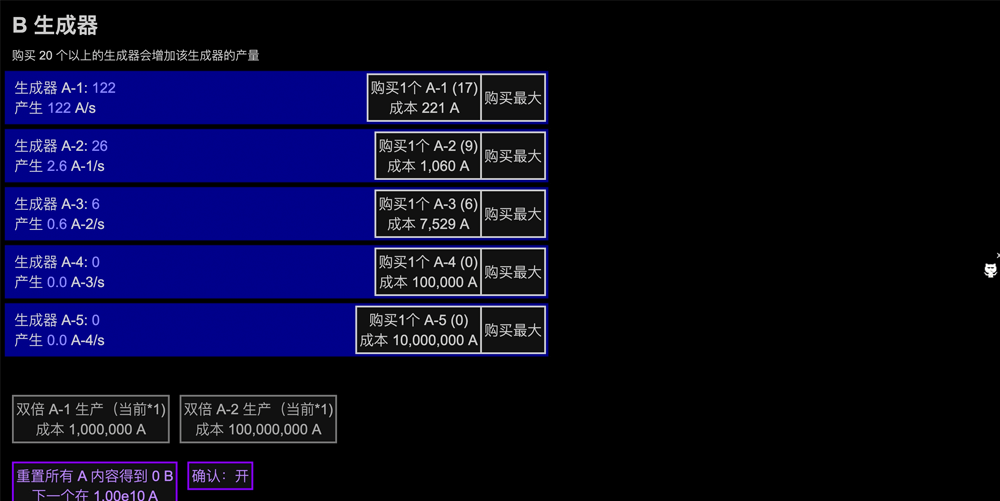 B 生成器
购买 20 个以上的生成器会增加该生成器的产量
生成器 A-1: 122
产生 122 A/s
购买1个 A-1 (17)
成本 221 A
购买最大
生成器 A-2: 26
产生 2.6 A-1/s
购买1个 A-2 (9)
成本 1,060 A
购买最大
生成器 A-3: 6
产生 0.6 A-2/s
购买1个 A-3 (6)
成本 7,529 A
购买最大
生成器 A-4: 0
产生 0.0 A-3/s
购买1个 A-4 (0)
成本 100,000 A
购买最大
生成器 A-5: 0
产生 0.0 A-4/s
购买1个 A-5 (0)
成本 10,000,000 A
购买最大
双倍 A-1 生产（当前*1)
成本 1,000,000 A
双倍 A-2 生产（当前*1)
成本 100,000,000 A
重置所有 A 内容得到 0 B
下一个在 1.00e10 A
确认：开